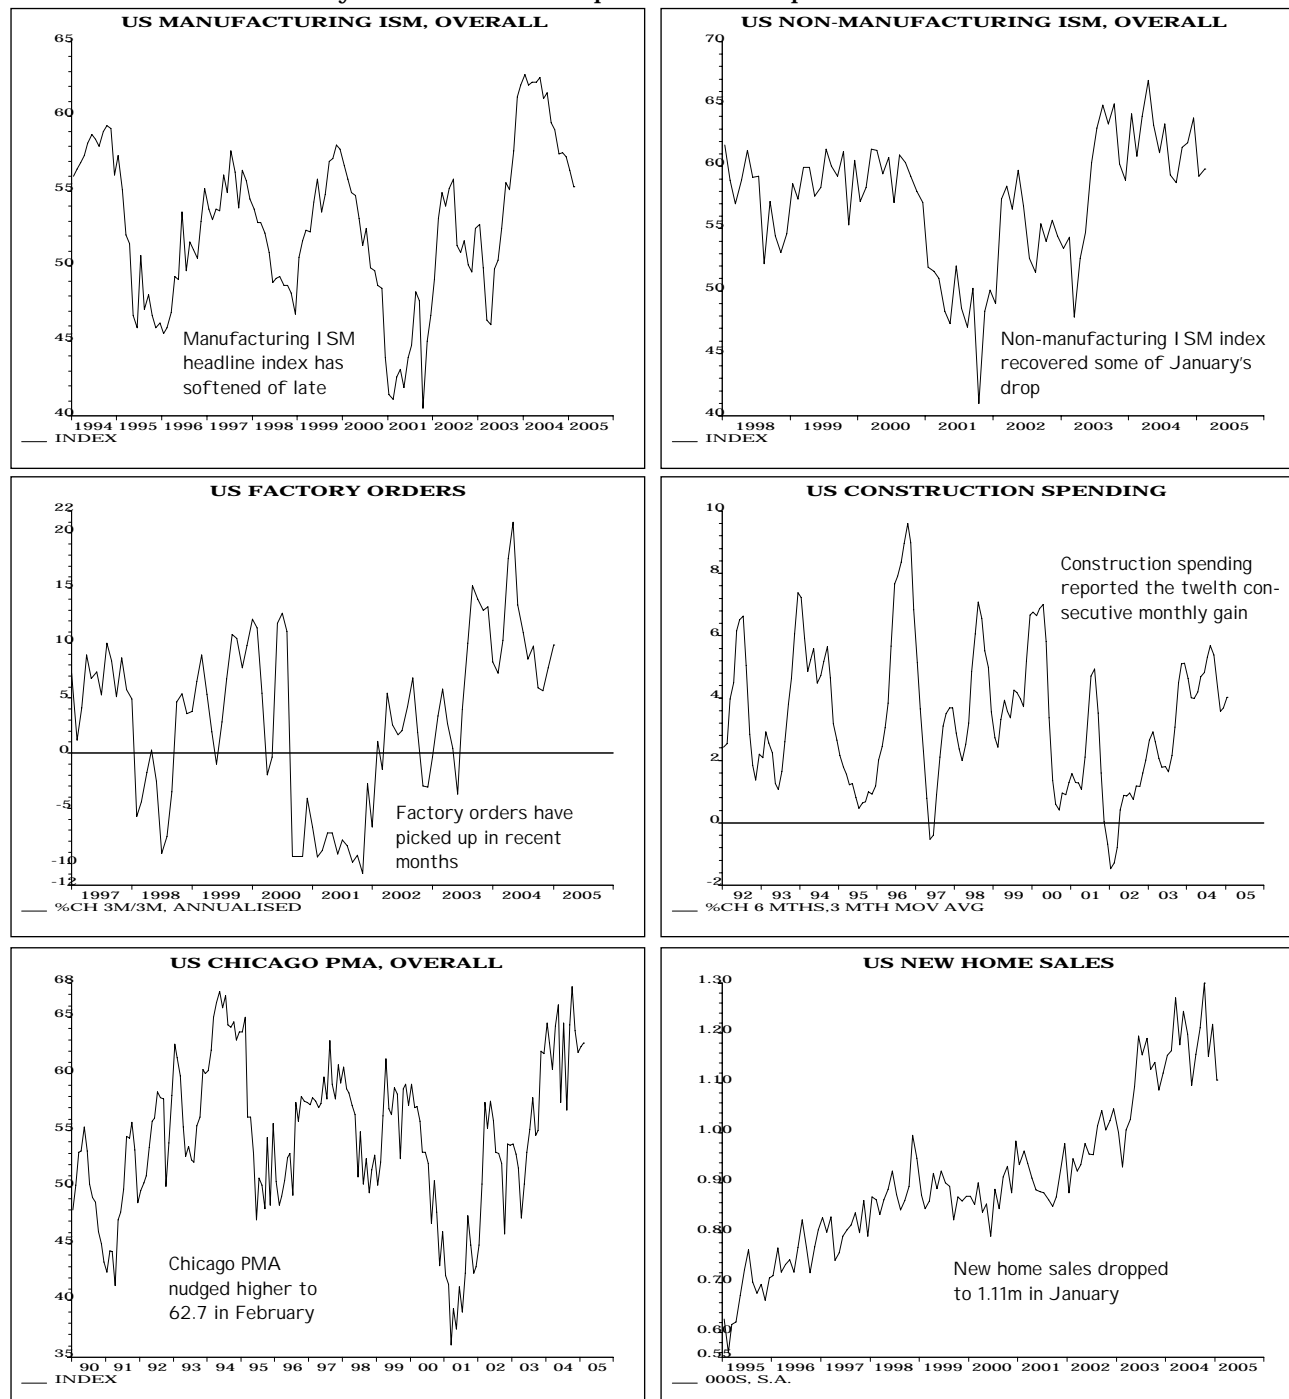 US MANUFACTURING ISM, OVERALL
65
60
55
50
45
40
Manufacturing ISM
headline index has
softened of late
1994 1995 1996 1997 1998 1999 2000 2001 2002 2003 2004 2005
INDEX
US NON-MANUFACTURING ISM, OVERALL
70
65
60
55
50
45
40
Non-manufacturing ISM index
recovered some of January's
drop
1998 1999 2000 2001 2002 2003 2004 2005
INDEX
US FACTORY ORDERS
22
20
15
10
5
0
-5
-10
-12
Factory orders have
picked up in recent
months
1997 1998 1999 2000 2001 2002 2003 2004 2005
%CH 3M/3M, ANNUALISED
US CONSTRUCTION SPENDING
10
8
6
4
2
0
-2
Construction spending
reported the twelth con-
secutive monthly gain
92 93 94 95 96 97 98 99 00 01 02 03 04 05
%CH 6 MTHS,3 MTH MOV AVG
US CHICAGO PMA, OVERALL
68
65
60
55
50
45
40
35
Chicago PMA
nudged higher to
62.7 in February
90 91 92 93 94 95 96 97 98 99 00 01 02 03 04 05
INDEX
US NEW HOME SALES
1.30
1.20
1.10
1.00
0.90
0.80
0.70
0.60
0.55
New home sales dropped
to 1.11m in January
1995 1996 1997 1998 1999 2000 2001 2002 2003 2004 2005
000S, S.A.